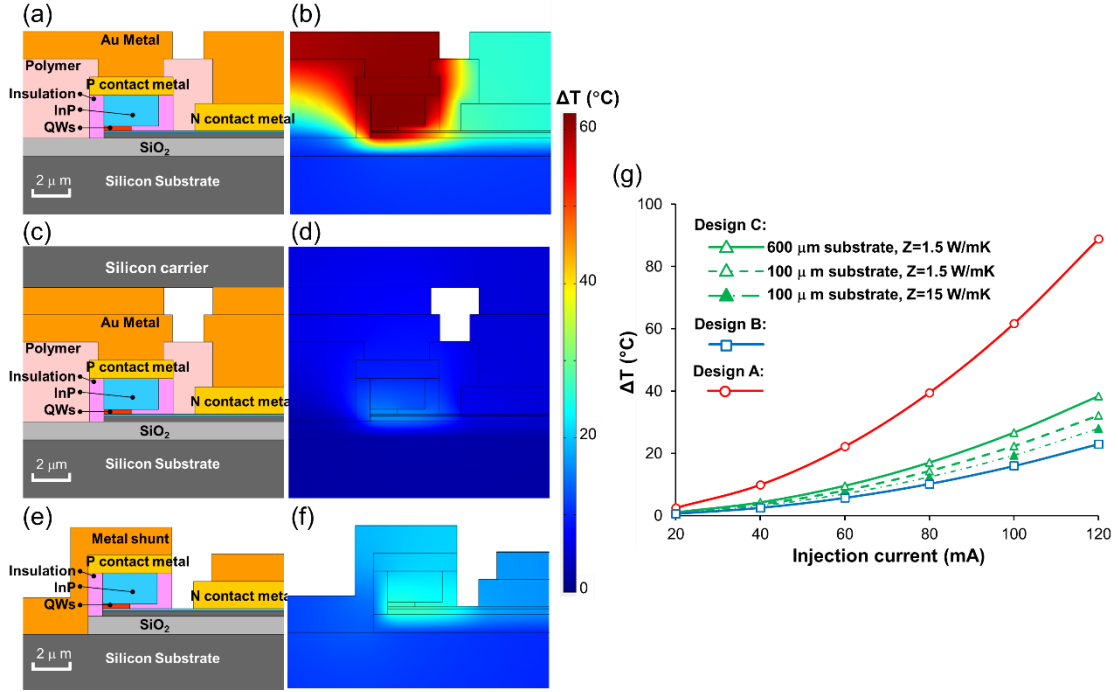 (a)
Au Metal
Polymer
P contact metal
Insulation
InP
QWs
N contact metal
SiO2
2 μ m
Silicon Substrate
(b)
ΔT (°C)
60
40
20
0
(c)
Silicon carrier
Au Metal
Polymer
P contact metal
Insulation
InP
QWs
N contact metal
SiO2
2 μm
Silicon Substrate
(d)
(e)
Metal shunt
P contact metal
Insulation
InP
QWs
N contact meta
SiO2
2 μ m
Silicon Substrate
(f)
(g)
Design C:
600 μm substrate, Z=1.5 W/mK
100 μ m substrate, Z=1.5 W/mK
100 μ m substrate, Z=15 W/mK
Design B:
Design A:
ΔT (°C)
100
80
60
40
20
0
20 40 60 80 100 120
Injection current (mA)